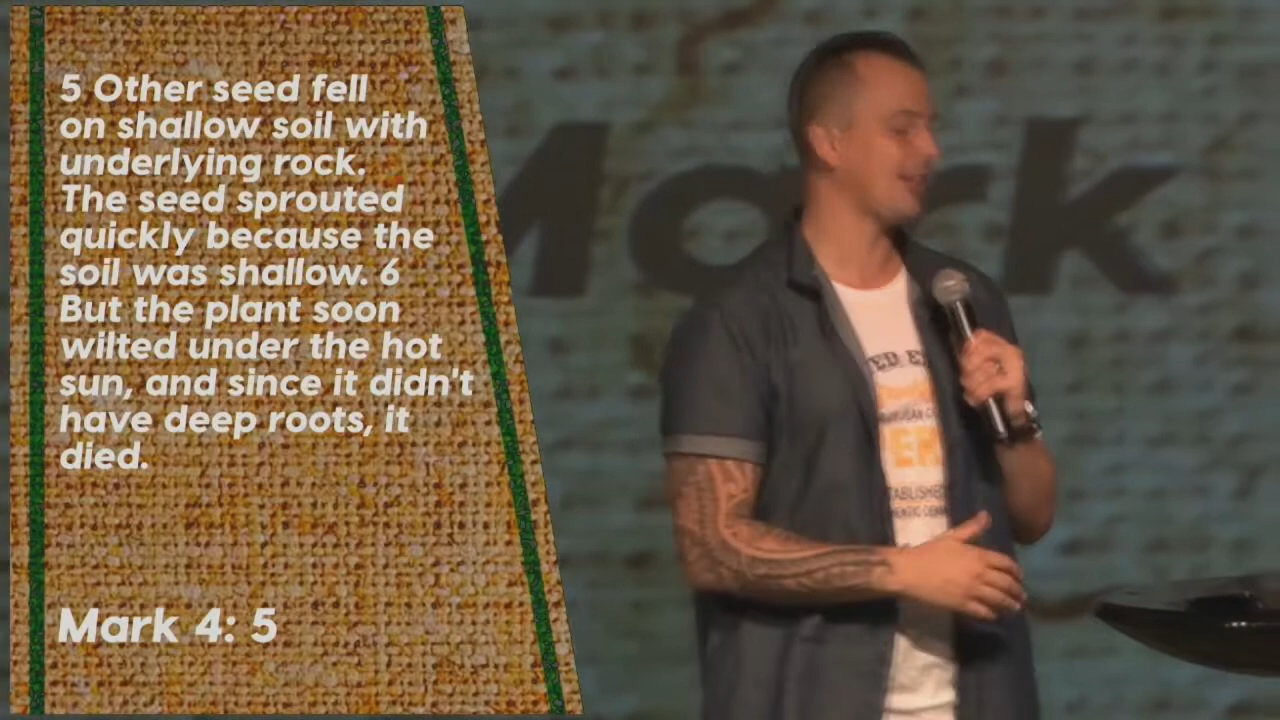 5 Other seed fell
on shallow soil with
underlying rock.
The seed sprouted
quickly because the
soil was shallow. 6
But the plant soon
wilted under the hot
sun, and since it didn't
have deep roots, it
died.
Mark 4: 5
Mark
ESTABLISHED